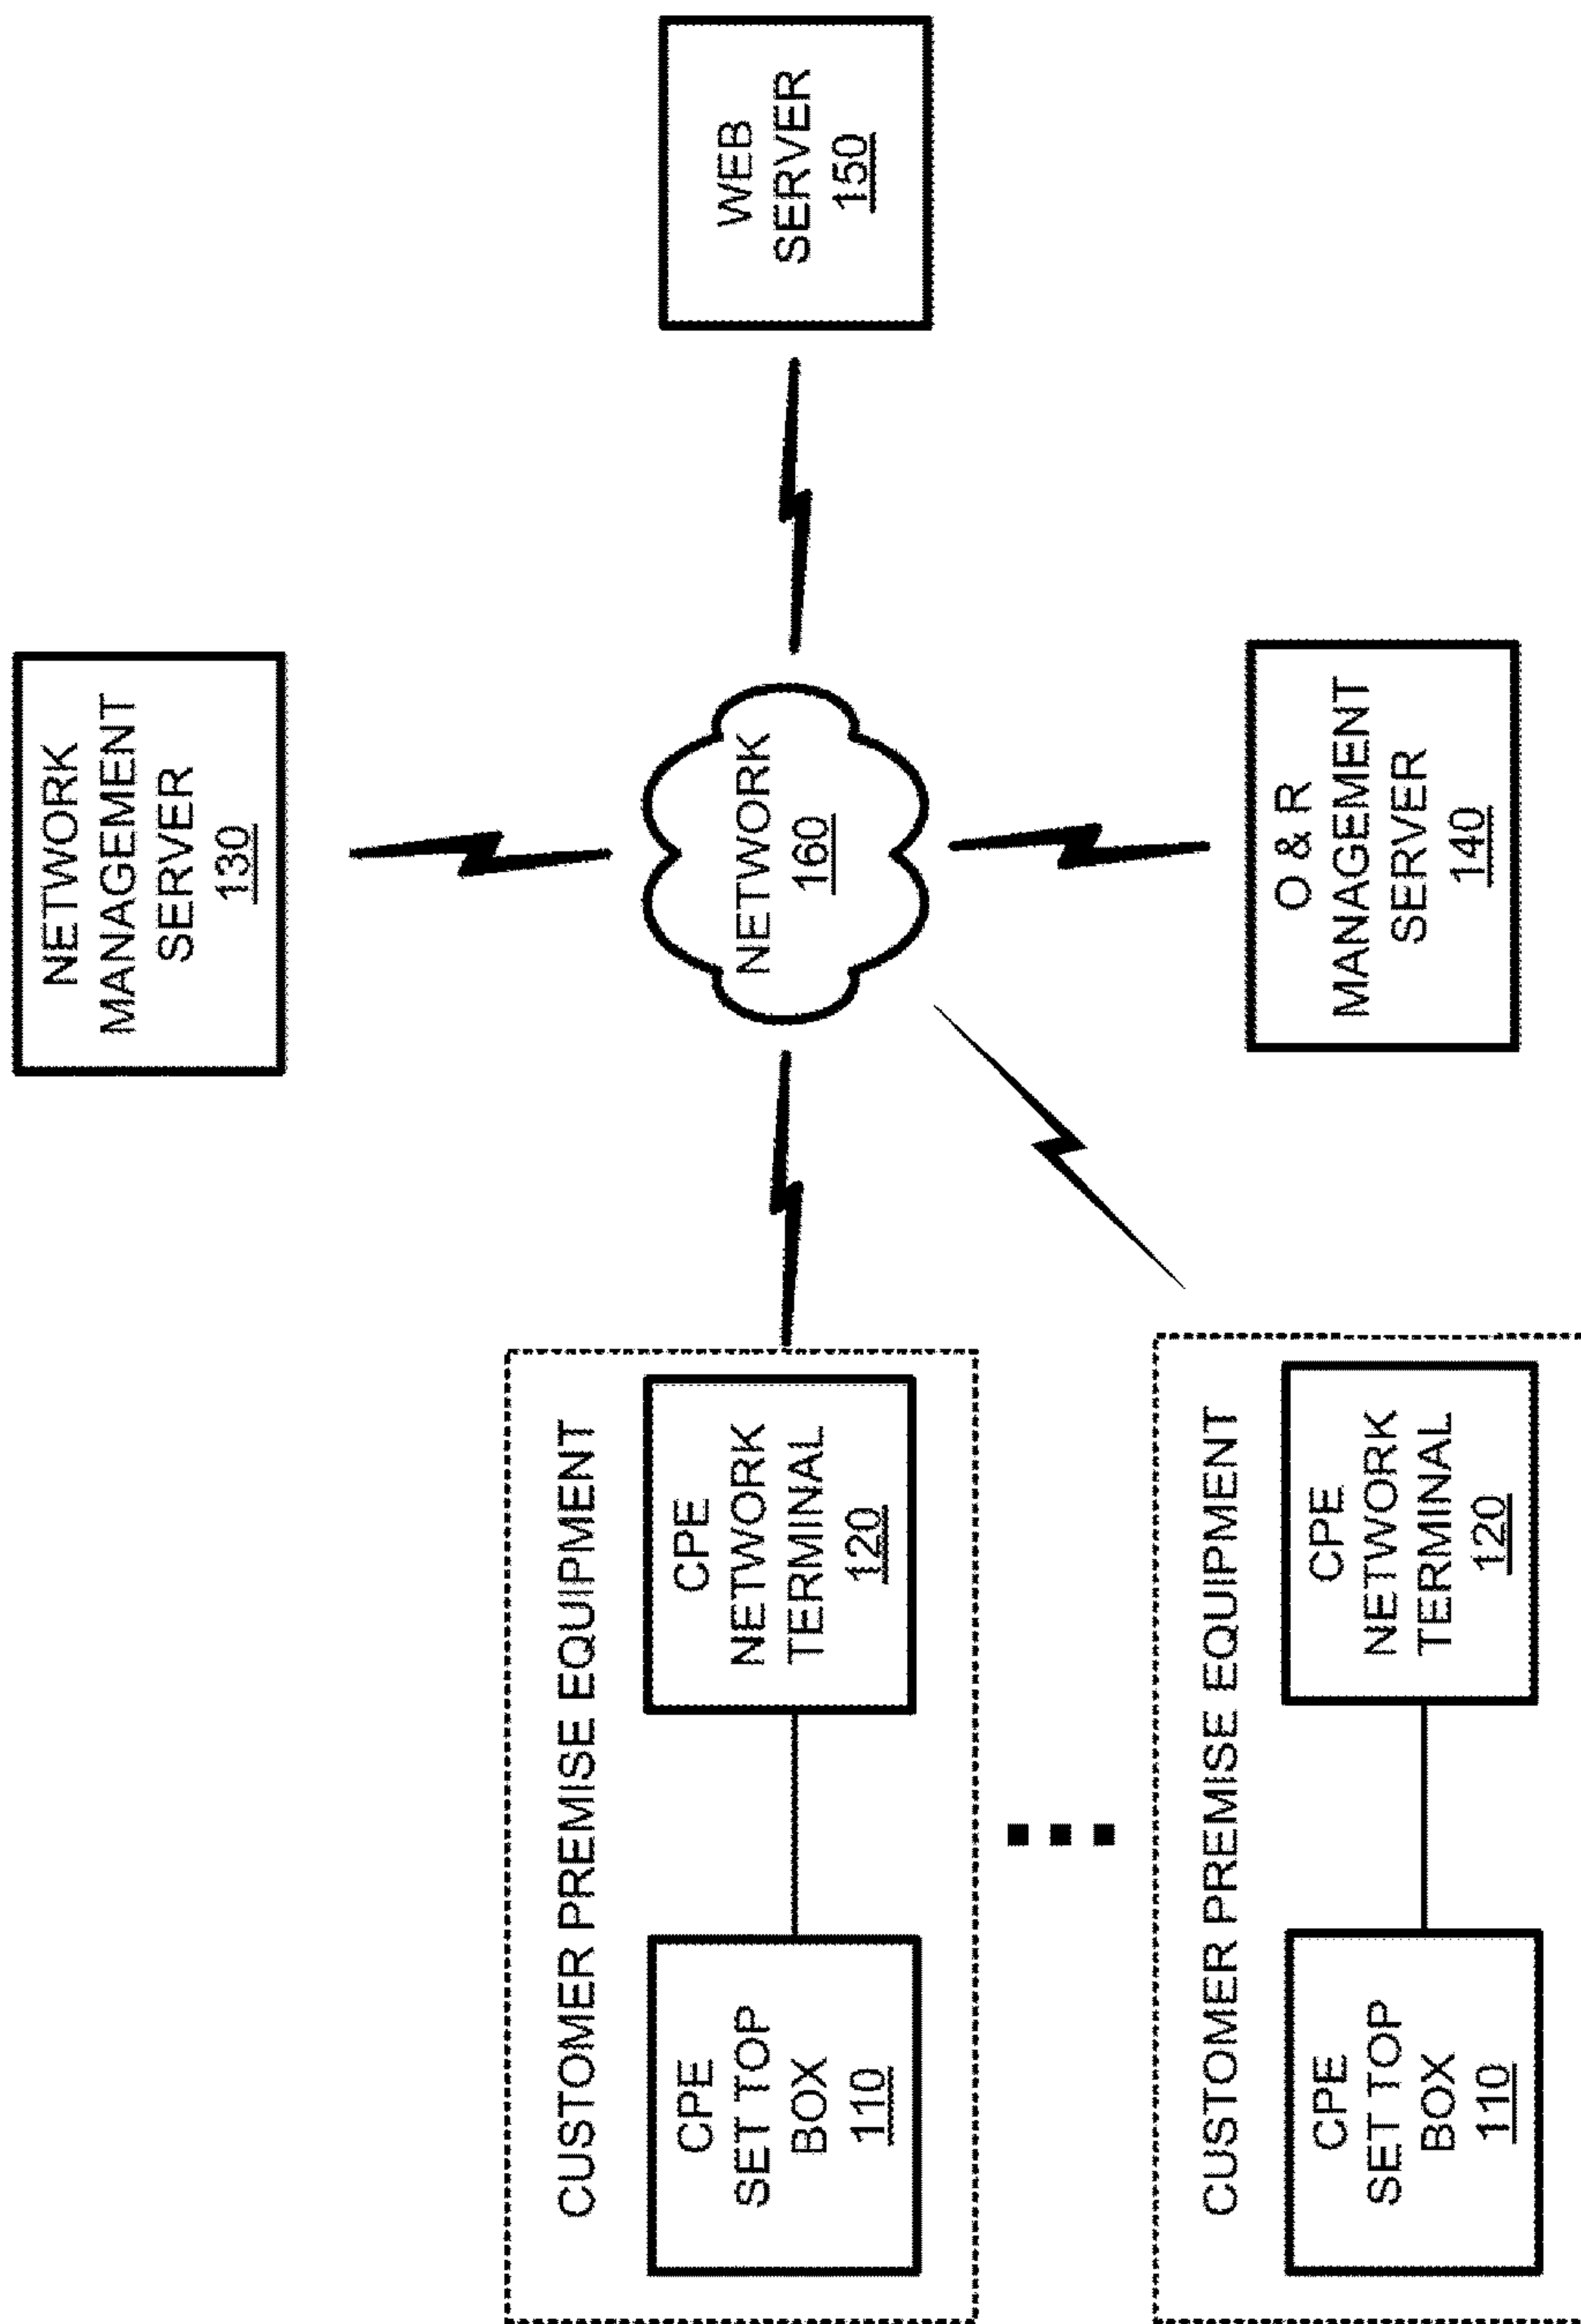 NETWORK
MANAGEMENT
SERVER
130
CUSTOMER PREMISE EQUIPMENT
CPE
SET TOP
BOX
110
CPE
NETWORK
TERMINAL
120
NETWORK
160
WEB
SERVER
150
CUSTOMER PREMISE EQUIPMENT
CPE
SET TOP
BOX
110
CPE
NETWORK
TERMINAL
120
O & R
MANAGEMENT
SERVER
140